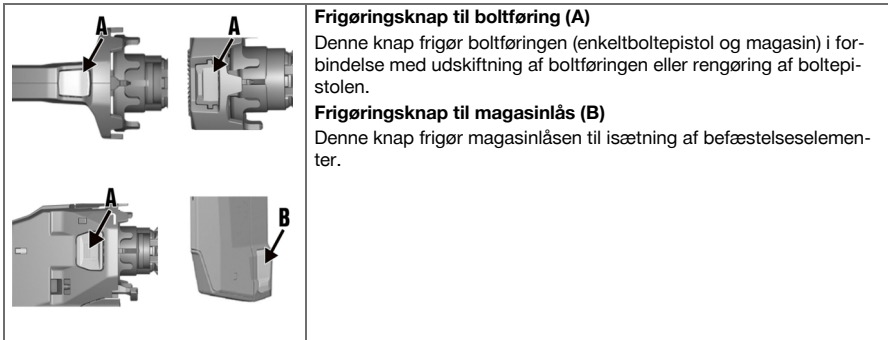 A
A
A
B
Frigøringsknap til boltføring (A)
Denne knap frigør boltføringen (enkeltboltepistol og magasin) i for-
bindelse med udskiftning af boltføringen eller rengøring af boltepi-
stolen.
Frigøringsknap til magasinlås (B)
Denne knap frigør magasinlåsen til isætning af befæstelseselemen-
ter.